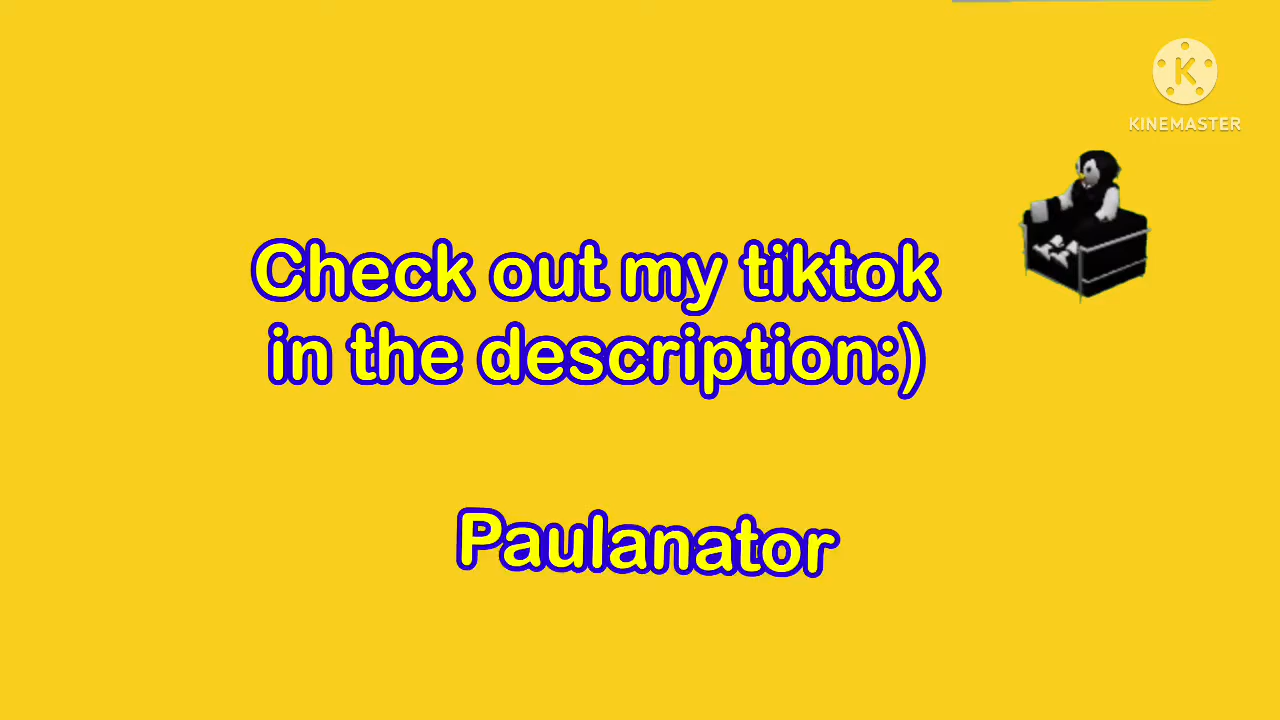 KINEMASTER
Check out my tiktok
in the description:)
Paulanator